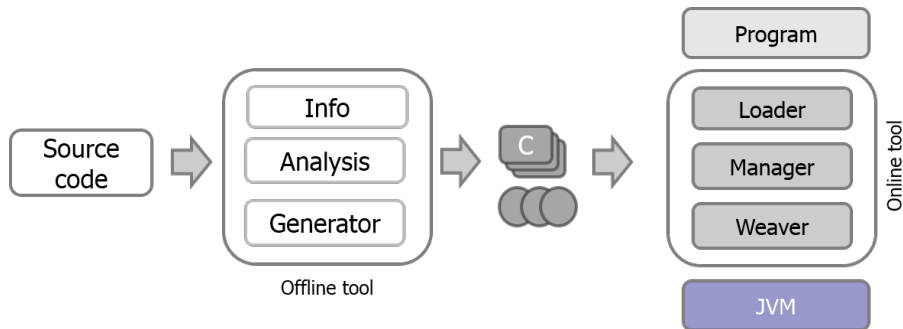 Source
code
Info
Analysis
Generator
Offline tool
C
Program
Loader
Manager
Weaver
Online tool
JVM